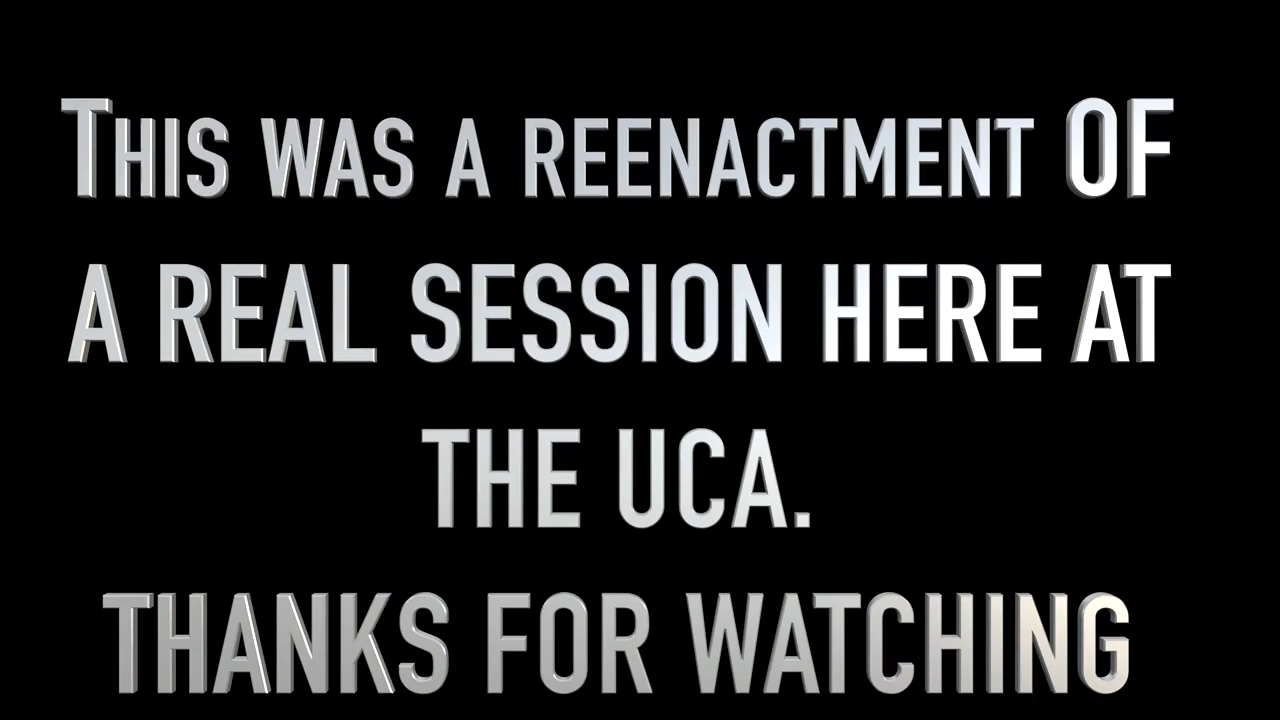 This was a reenactment OF
A REAL SESSION HERE AT
THE UCA.
THANKS FOR WATCHING